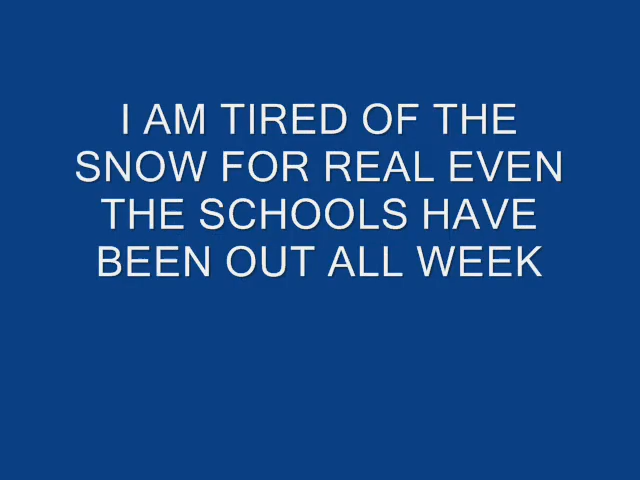 I AM TIRED OF THE
SNOW FOR REAL EVEN
THE SCHOOLS HAVE
BEEN OUT ALL WEEK